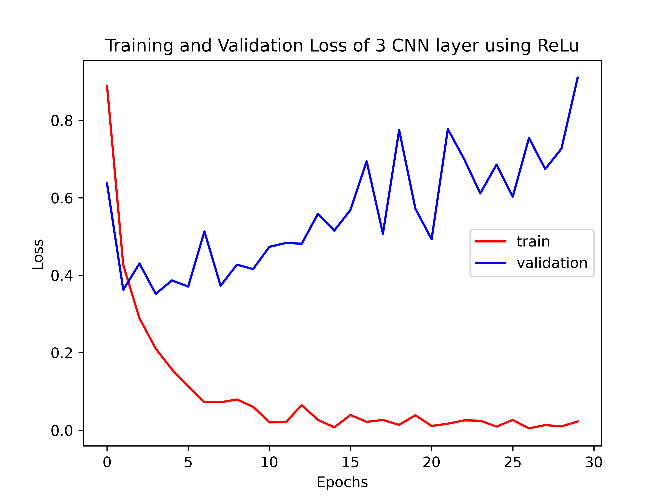 Training and Validation Loss of 3 CNN layer using ReLu
0.8
0.6
0.4
0.2
0.0
Loss
train
validation
0 5 10 15 20 25 30
Epochs